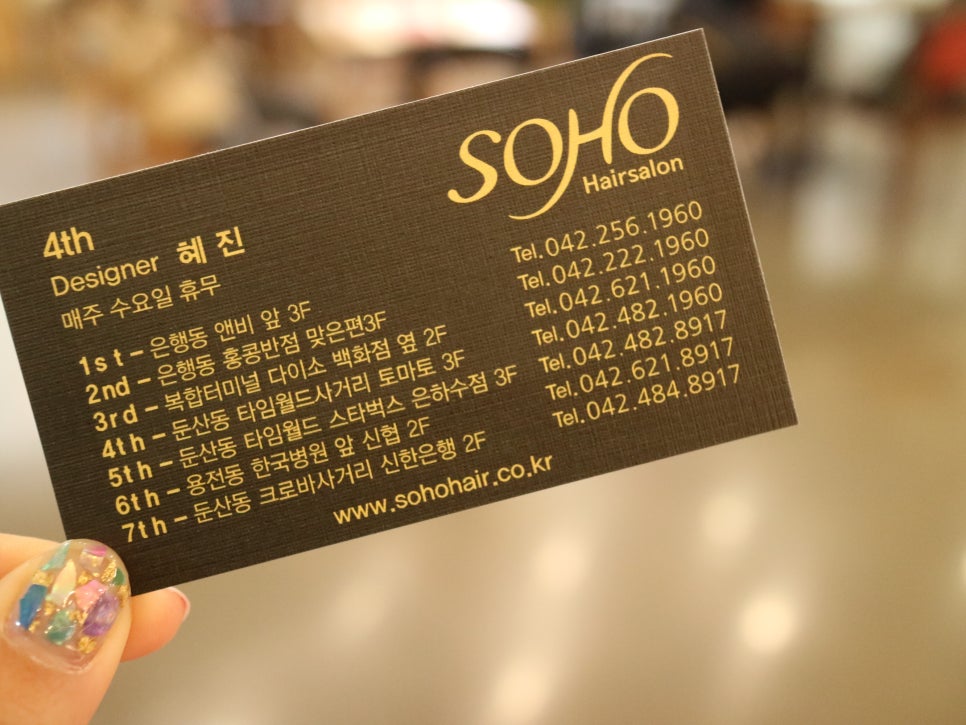 SOHO
Hairsalon
4th
Designer 혜진
매주 수요일 휴무
1st - 은행동 앤비 앞 3F Tel.042.256.1960
2nd - 은행동 홍콩반점 맞은편3F Tel.042.222.1960
3rd - 복합터미널 다이소 백화점 옆 2F Tel.042.621.1960
4th - 둔산동 타임월드사거리 토마토 3F Tel.042.482.1960
5th - 둔산동 타임월드 스타벅스 은하수점 3F Tel.042.482.8917
6th - 용전동 한국병원 앞 신협 2F Tel.042.621.8917
7th - 둔산동 크로바사거리 신한은행 2F Tel.042.484.8917
www.sohohair.co.kr